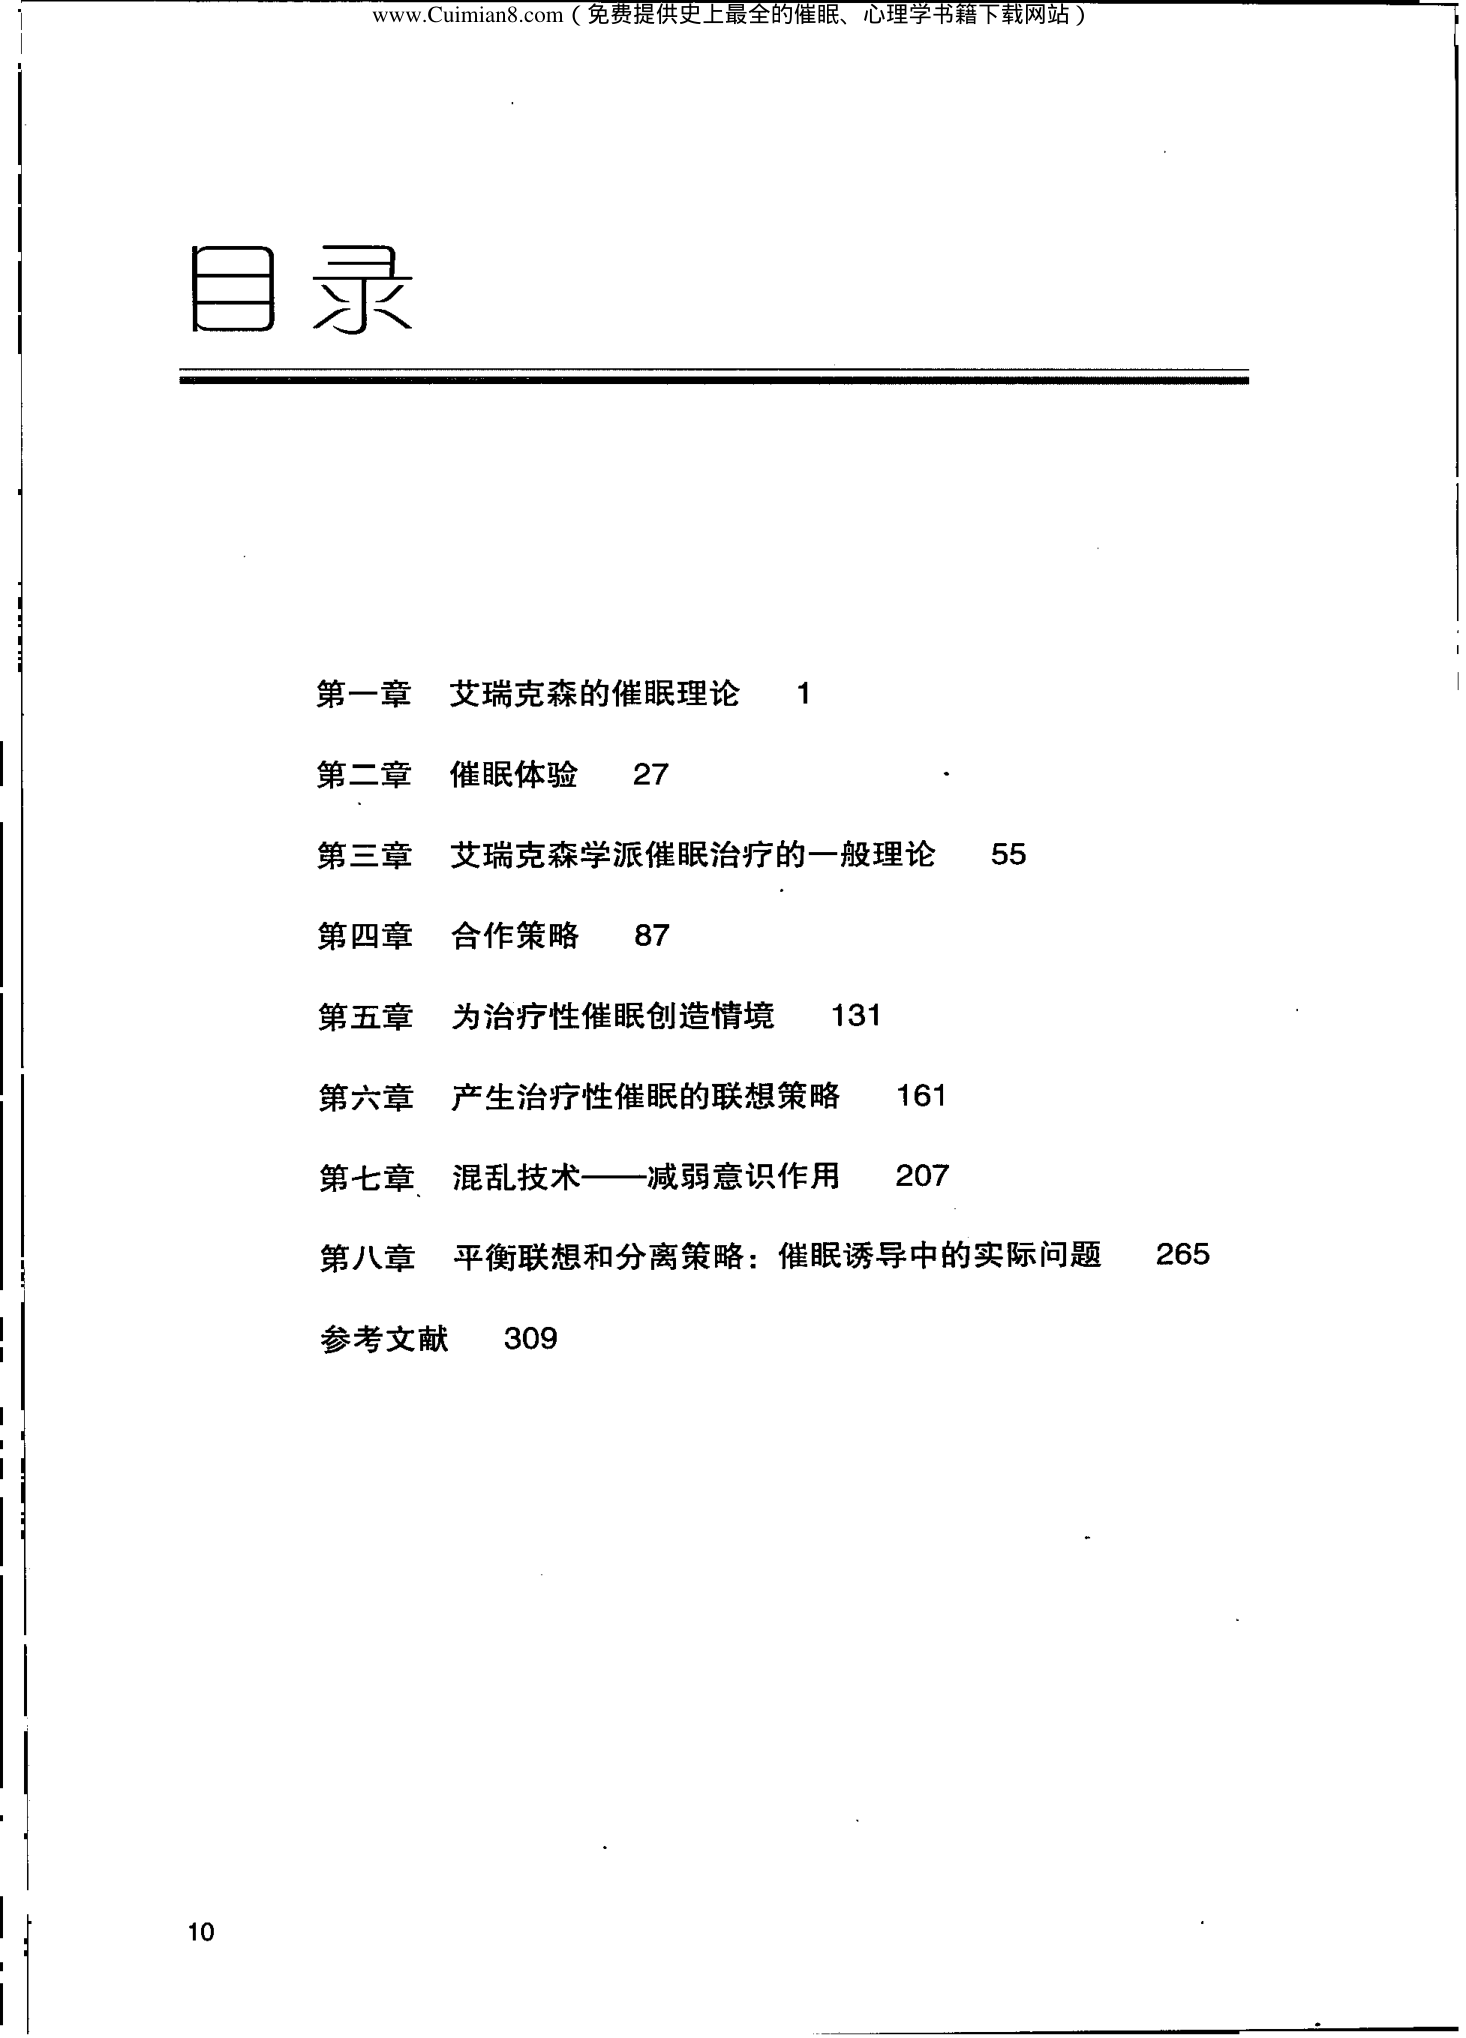 www.Cuimian8.com（免费提供史上最全的催眠、心理学书籍下载网站）
目录
第一章 艾瑞克森的催眠理论 1
第二章 催眠体验 27
第三章 艾瑞克森学派催眠治疗的一般理论 55
第四章 合作策略 87
第五章 为治疗性催眠创造情境 131
第六章 产生治疗性催眠的联想策略 161
第七章 混乱技术——减弱意识作用 207
第八章 平衡联想和分离策略：催眠诱导中的实际问题 265
参考文献 309
10